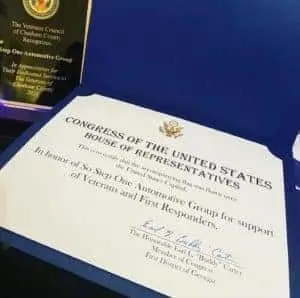 The Veterans Council
of Chatham County
Recognizes
Step One Automotive Group
In Appreciation for
Their Dedicated Service to
The Veterans of
Chatham County
CONGRESS OF THE UNITED STATES
HOUSE OF REPRESENTATIVES
This is to certify that the accompanying flag was flown over
the United States Capitol.
In honor of So Step One Automotive Group for support
of Veterans and First Responders.
The Honorable Earl L. "Buddy" Carter
Member of Congress
First District of Georgia